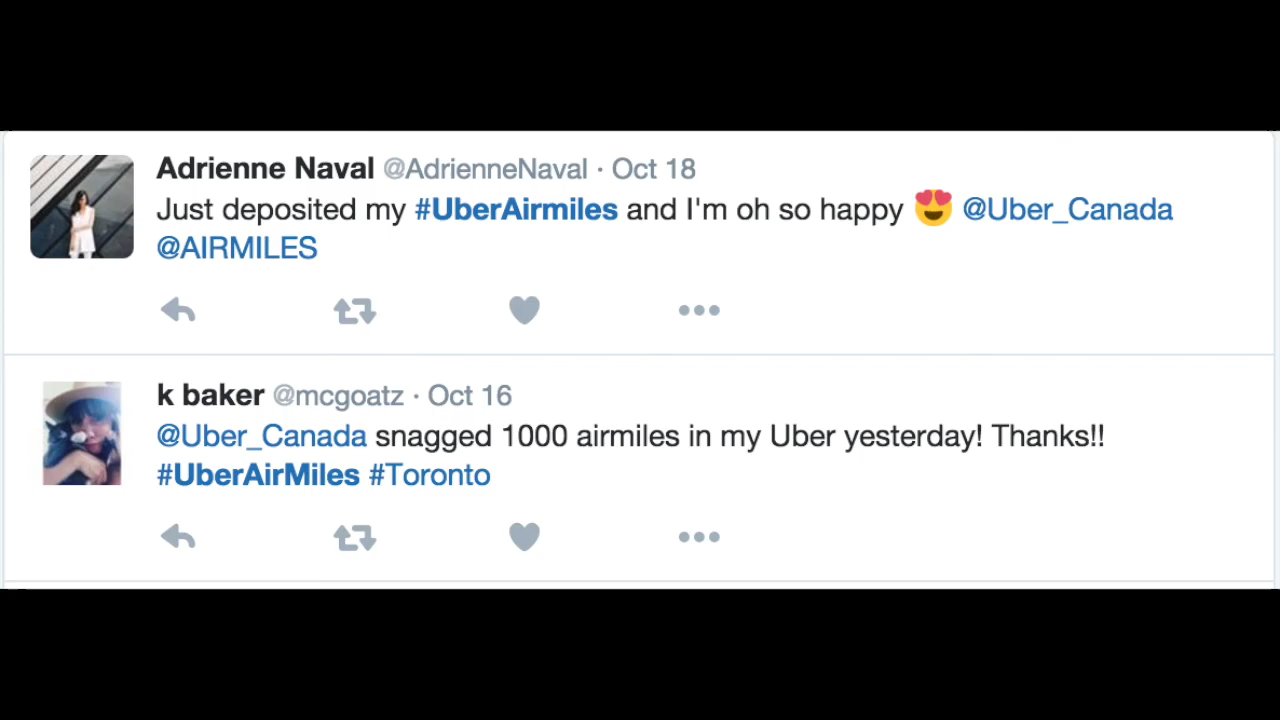 Adrienne Naval @AdrienneNaval · Oct 18
Just deposited my #UberAirmiles and I'm oh so happy 😍 @Uber_Canada
@AIRMILES
k baker @mcgoatz · Oct 16
@Uber_Canada snagged 1000 airmiles in my Uber yesterday! Thanks!!
#UberAirMiles #Toronto